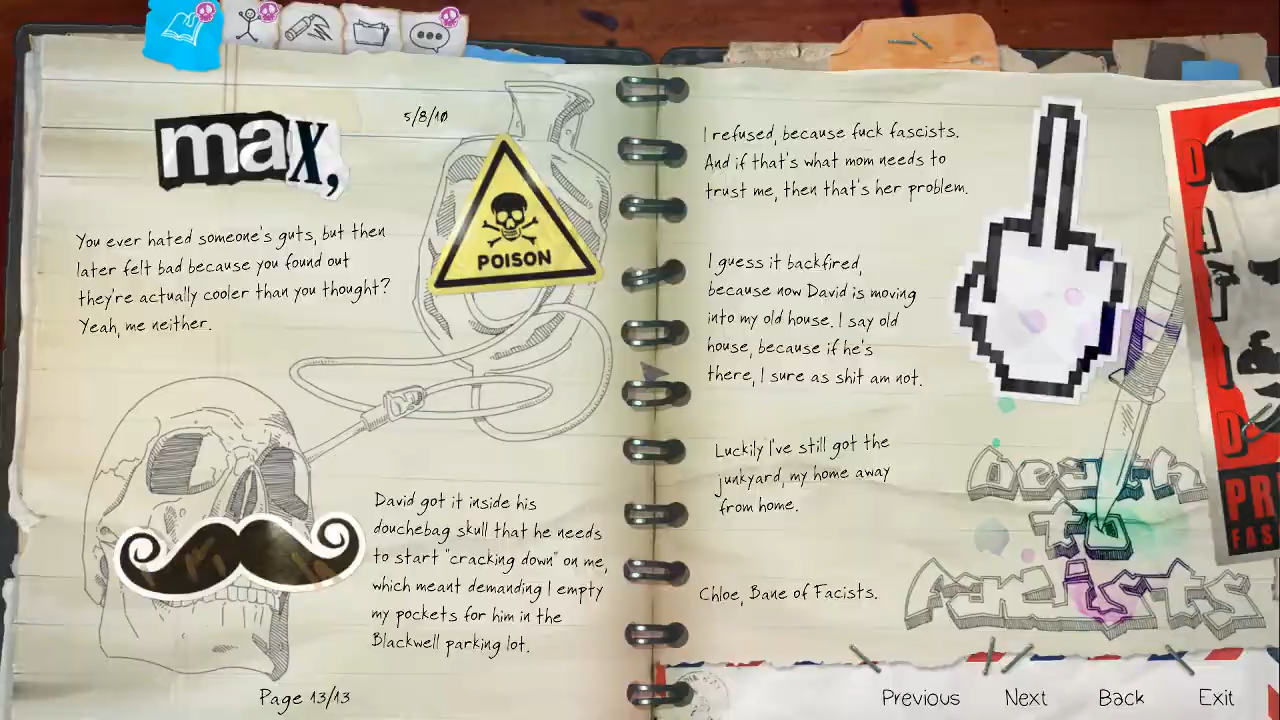 5/8/10
max,
POISON
You ever hated someone's guts, but then
later felt bad because you found out
they're actually cooler than you thought?
Yeah, me neither.
David got it inside his
douchebag skull that he needs
to start "cracking down" on me,
which meant demanding I empty
my pockets for him in the
Blackwell parking lot.
Page 13/13
I refused, because fuck fascists.
And if that's what mom needs to
trust me, then that's her problem.
I guess it backfired,
because now David is moving
into my old house. I say old
house, because if he's
there, I sure as shit am not.
Luckily I've still got the
junkyard, my home away
from home.
Chloe, Bane of Facists.
Death
To
Fascists
DAVID
PR
FAS
Previous
Next
Back
Exit